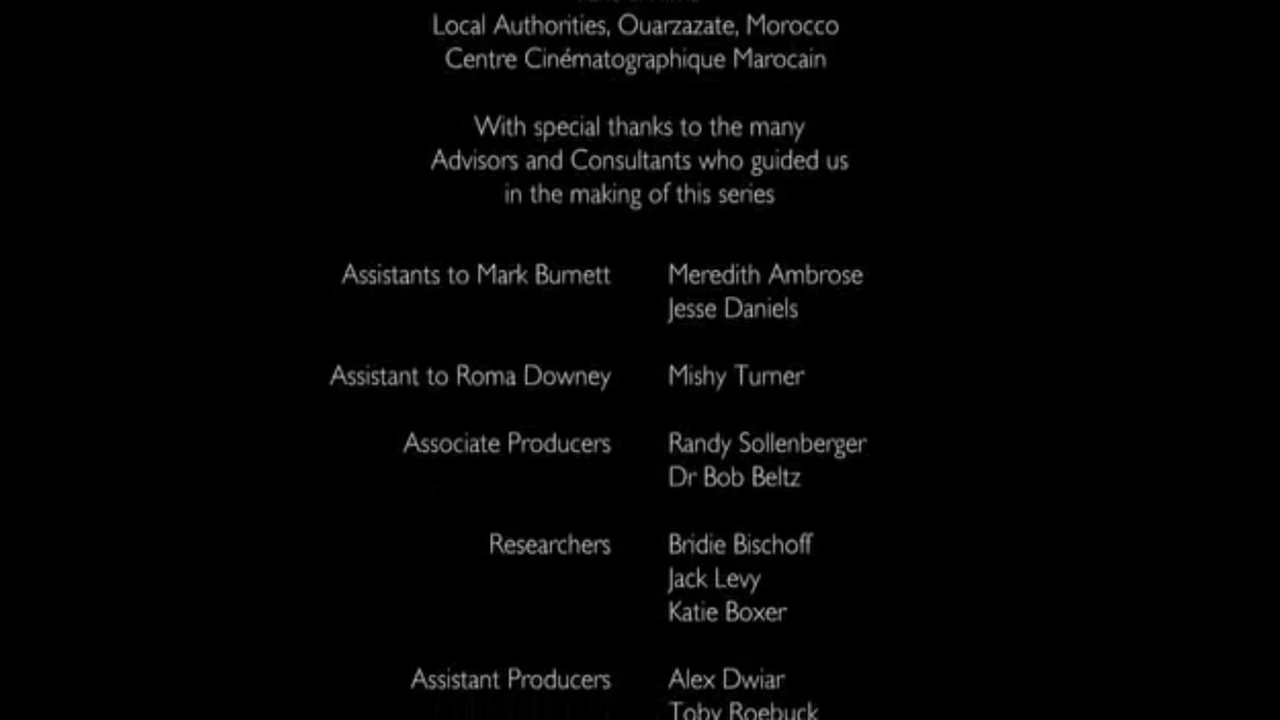 Local Authorities, Ouarzazate, Morocco
Centre Cinématographique Marocain
With special thanks to the many
Advisors and Consultants who guided us
in the making of this series
Assistants to Mark Burnett Meredith Ambrose
Jesse Daniels
Assistant to Roma Downey Mishy Turner
Associate Producers Randy Sollenberger
Dr Bob Beltz
Researchers Bridie Bischoff
Jack Levy
Katie Boxer
Assistant Producers Alex Dwiar
Toby Roebuck